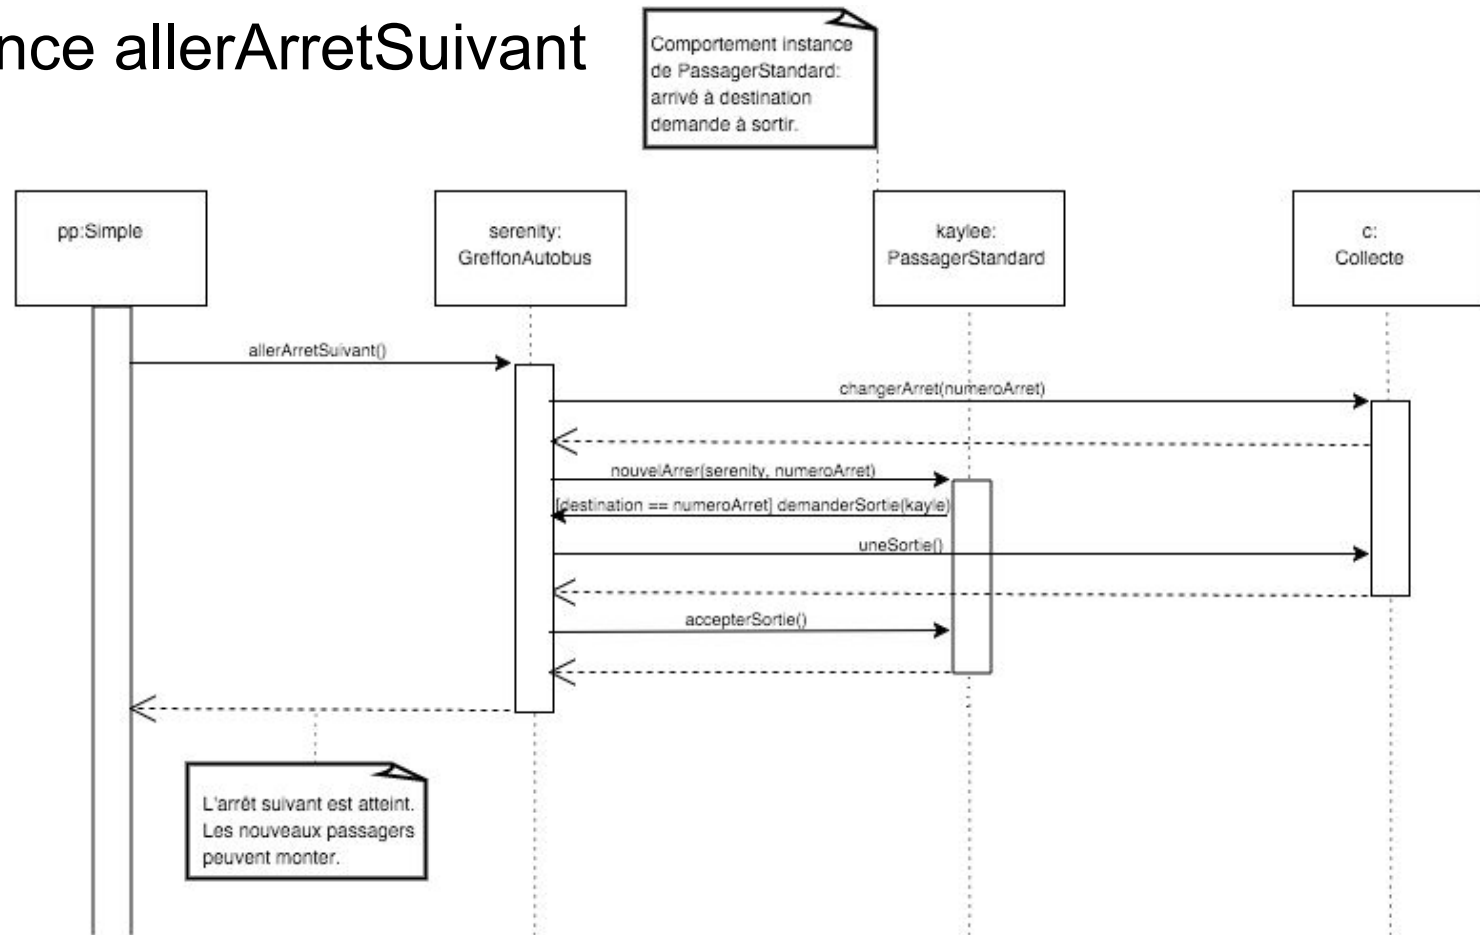 nce allerArretSuivant
Comportement instance
de PassagerStandard:
arrivé à destination
demande à sortir.
pp:Simple
serenity:
GreffonAutobus
kaylee:
PassagerStandard
c:
Collecte
allerArretSuivant()
changerArret(numeroArret)
nouvelArrer(serenity, numeroArret)
[destination == numeroArret] demanderSortie(kayle)
uneSortie()
accepterSortie()
L'arrêt suivant est atteint.
Les nouveaux passagers
peuvent monter.